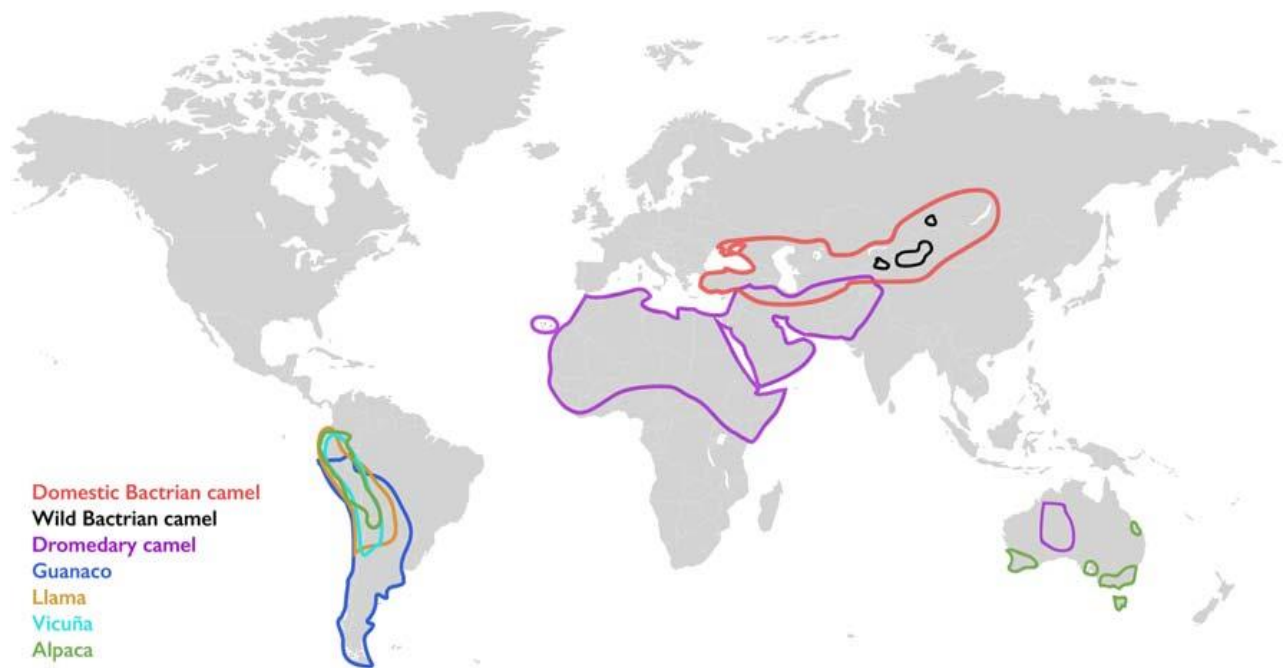 Domestic Bactrian camel
Wild Bactrian camel
Dromedary camel
Guanaco
Llama
Vicuña
Alpaca